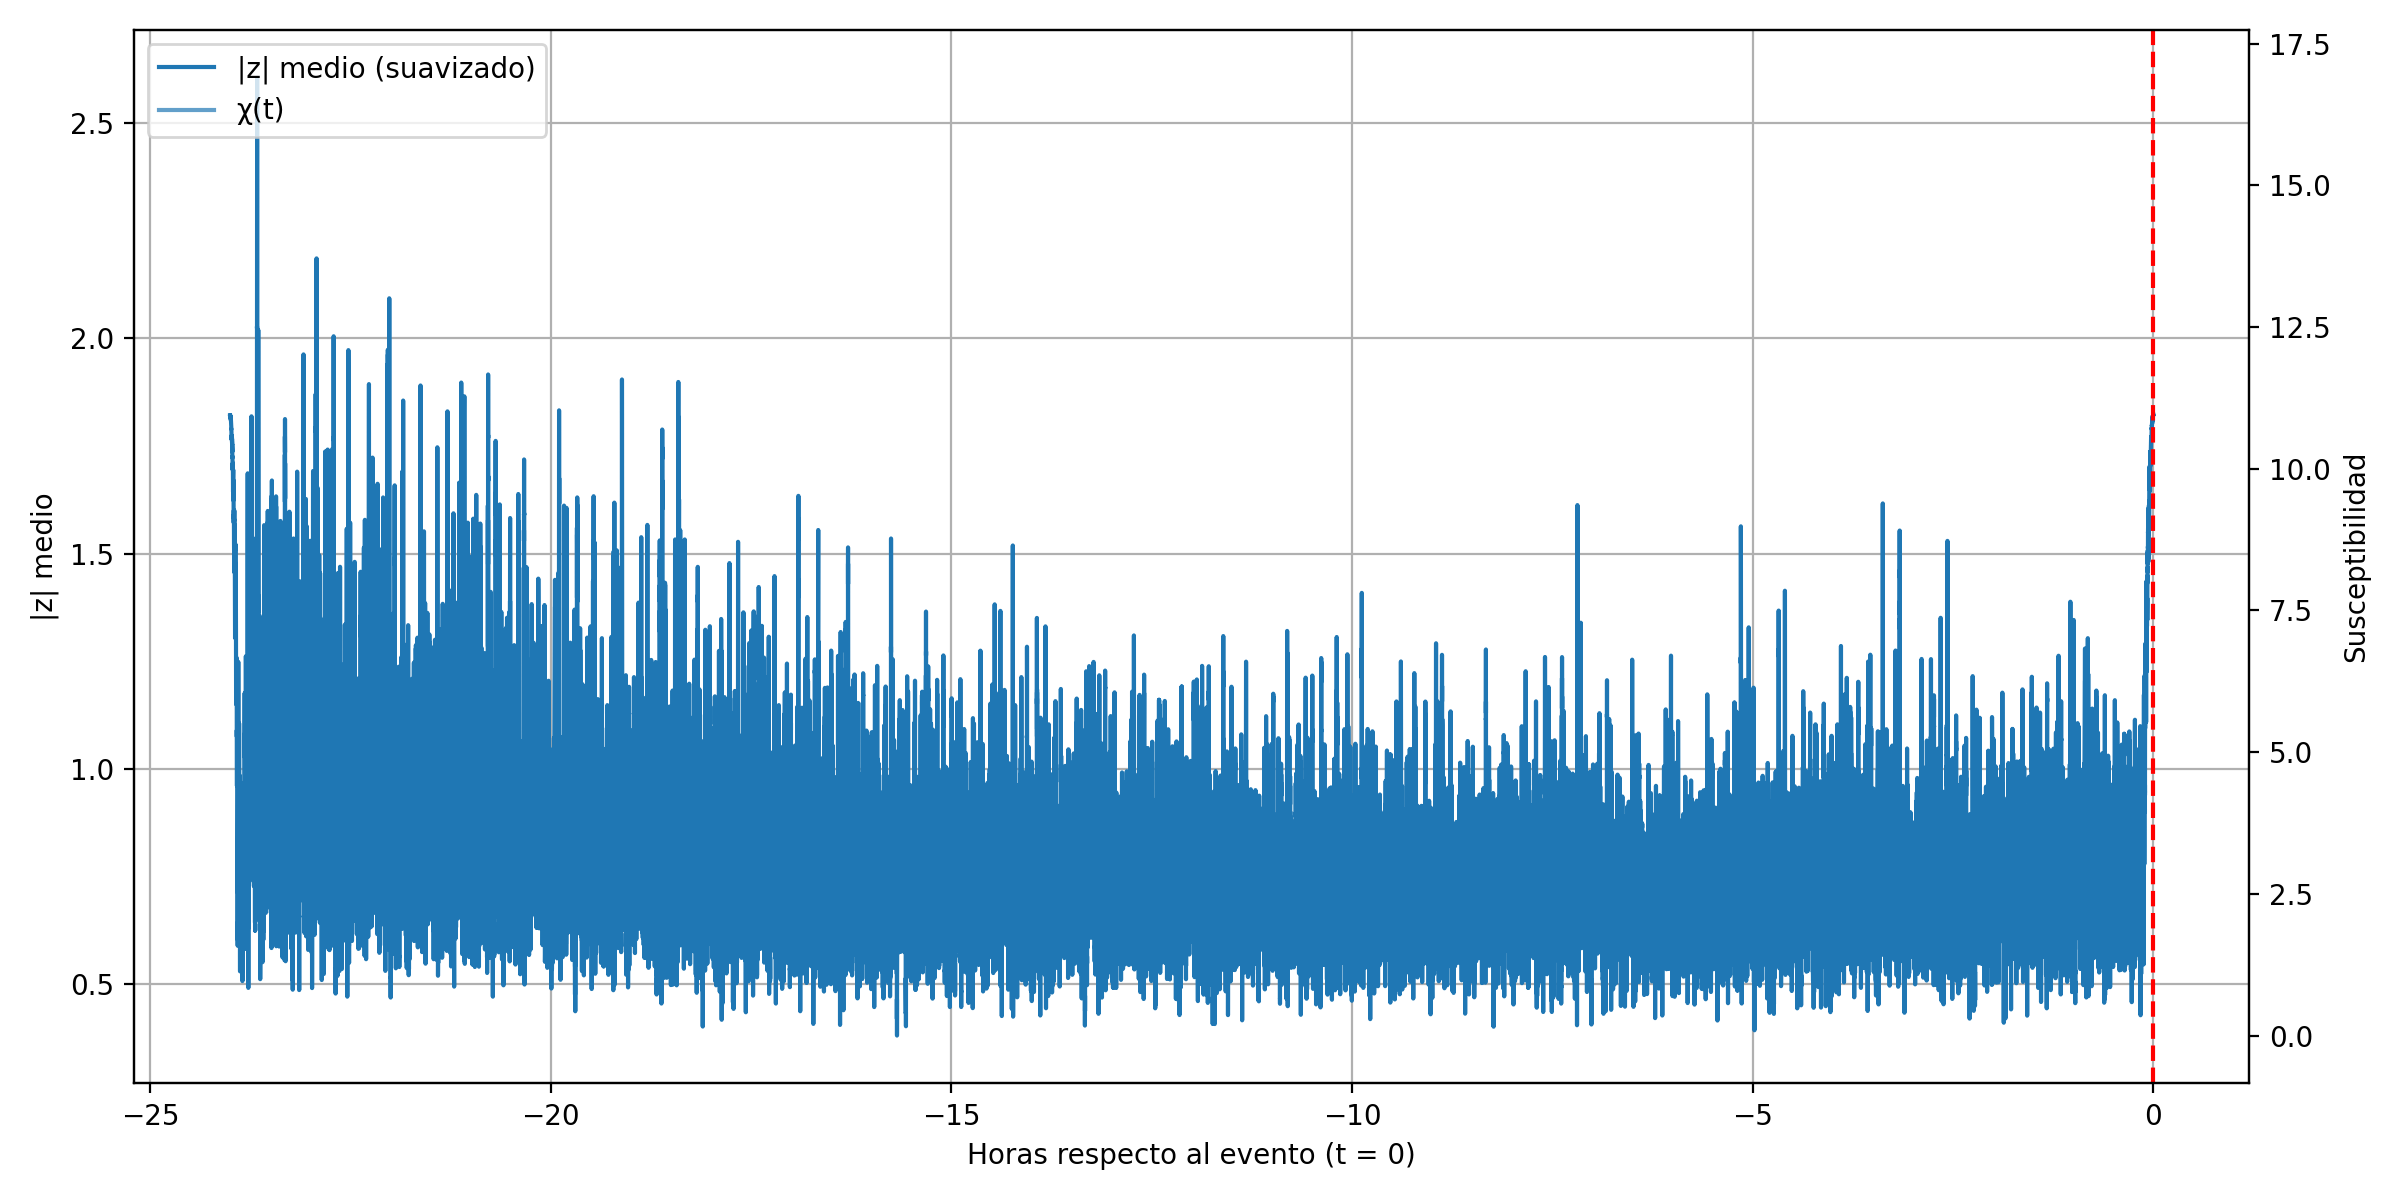 |z| medio (suavizado)
χ(t)
2.5
2.0
1.5
1.0
0.5
|z| medio
17.5
15.0
12.5
10.0
7.5
5.0
2.5
0.0
Susceptibilidad
−25 −20 −15 −10 −5 0
Horas respecto al evento (t = 0)